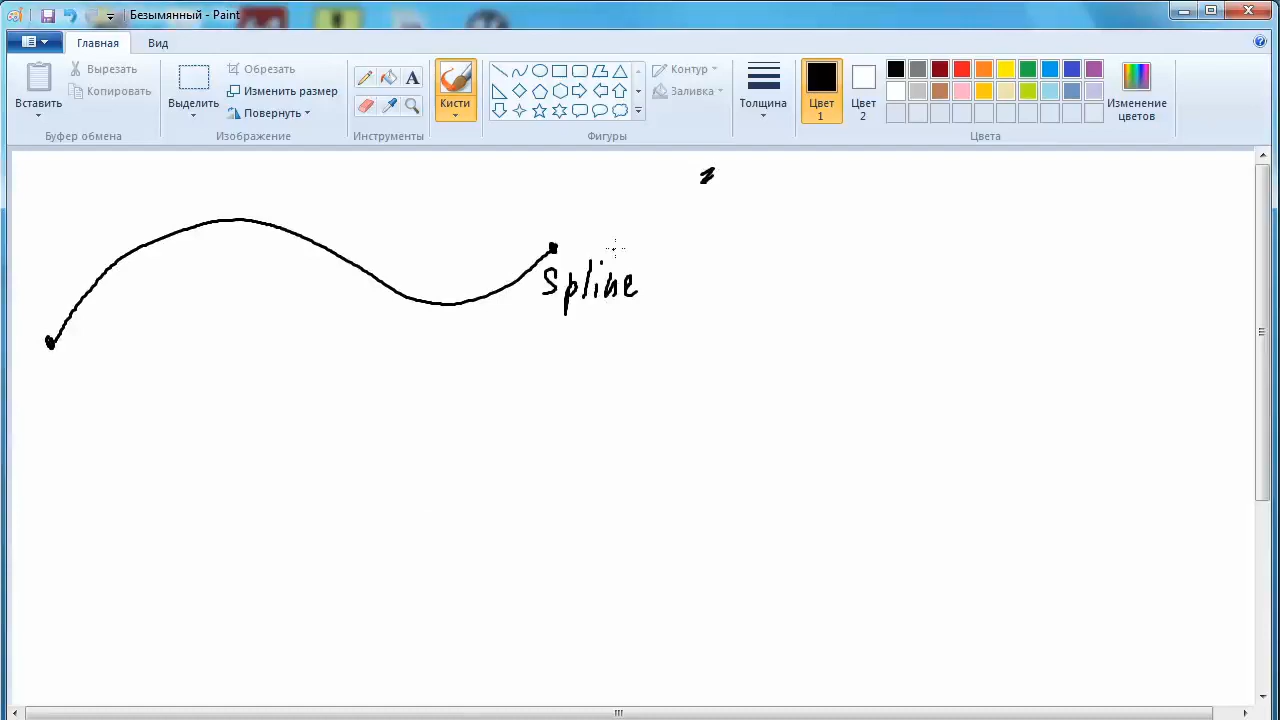 Безымянный - Paint
Главная Вид
Вставить
Вырезать
Копировать
Буфер обмена
Выделить
Обрезать
Изменить размер
Повернуть
Изображение
A
Инструменты
Кисти
Фигуры
Контур
Заливка
Толщина
Цвет 1
Цвет 2
Изменение цветов
Цвета
Spline